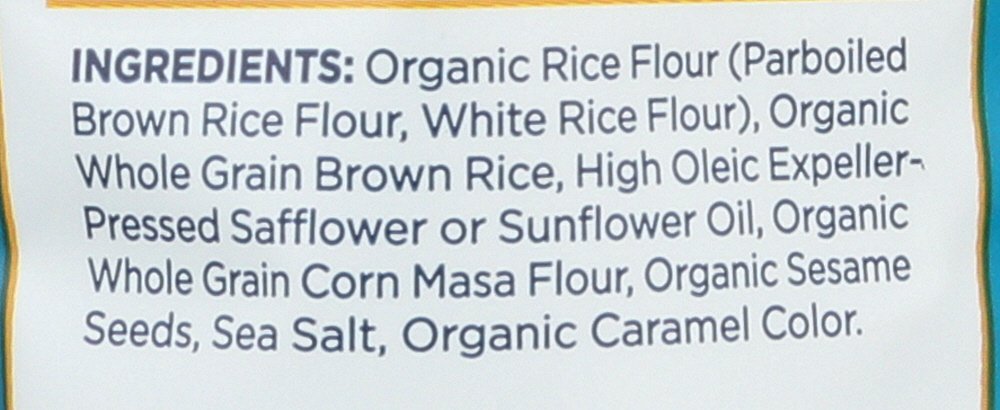 INGREDIENTS: Organic Rice Flour (Parboiled
Brown Rice Flour, White Rice Flour), Organic
Whole Grain Brown Rice, High Oleic Expeller-
Pressed Safflower or Sunflower Oil, Organic
Whole Grain Corn Masa Flour, Organic Sesame
Seeds, Sea Salt, Organic Caramel Color.